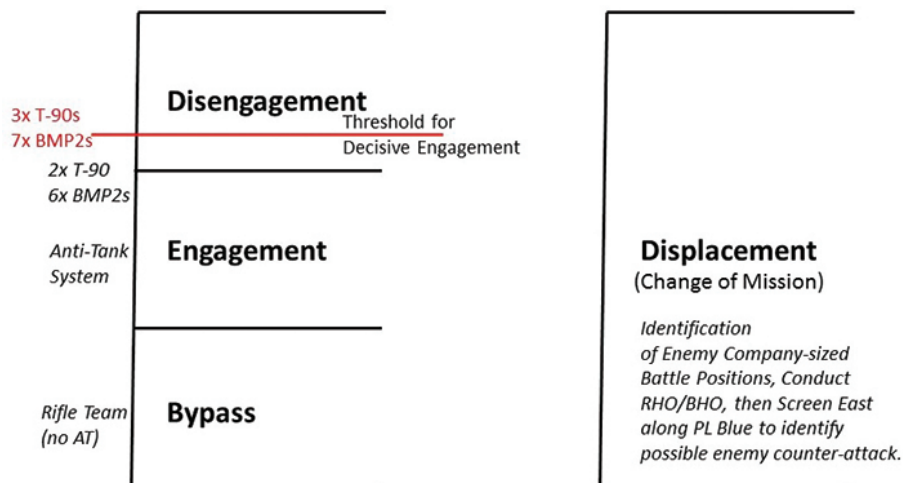 Disengagement
3x T-90s
7x BMP2s
Threshold for
Decisive Engagement
2x T-90
6x BMP2s
Anti-Tank
System
Engagement
Rifle Team
(no AT)
Bypass
Displacement
(Change of Mission)
Identification
of Enemy Company-sized
Battle Positions, Conduct
RHO/BHO, then Screen East
along PL Blue to identify
possible enemy counter-attack.